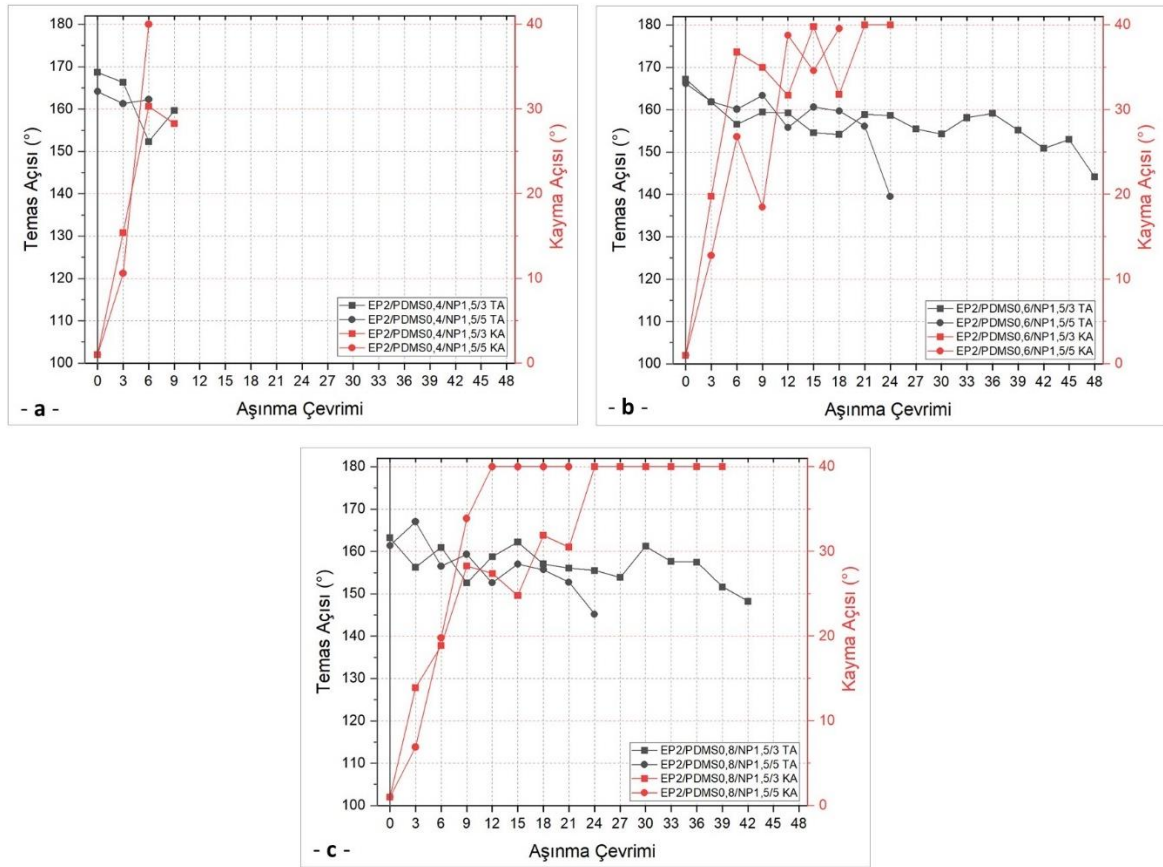 180
170
160
150
140
130
120
110
100
Temas Açısı (°)
40
30
20
10
0
Kayma Açısı (°)
EP2/PDMS0,4/NP1,5/3 TA
EP2/PDMS0,4/NP1,5/5 TA
EP2/PDMS0,4/NP1,5/3 KA
EP2/PDMS0,4/NP1,5/5 KA
0 3 6 9 12 15 18 21 24 27 30 33 36 39 42 45 48
- a -
Aşınma Çevrimi
180
170
160
150
140
130
120
110
100
Temas Açısı (°)
40
30
20
10
0
Kayma Açısı (°)
EP2/PDMS0,6/NP1,5/3 TA
EP2/PDMS0,6/NP1,5/5 TA
EP2/PDMS0,6/NP1,5/3 KA
EP2/PDMS0,6/NP1,5/5 KA
0 3 6 9 12 15 18 21 24 27 30 33 36 39 42 45 48
- b -
Aşınma Çevrimi
180
170
160
150
140
130
120
110
100
Temas Açısı (°)
40
30
20
10
0
Kayma Açısı (°)
EP2/PDMS0,8/NP1,5/3 TA
EP2/PDMS0,8/NP1,5/5 TA
EP2/PDMS0,8/NP1,5/3 KA
EP2/PDMS0,8/NP1,5/5 KA
0 3 6 9 12 15 18 21 24 27 30 33 36 39 42 45 48
- c -
Aşınma Çevrimi